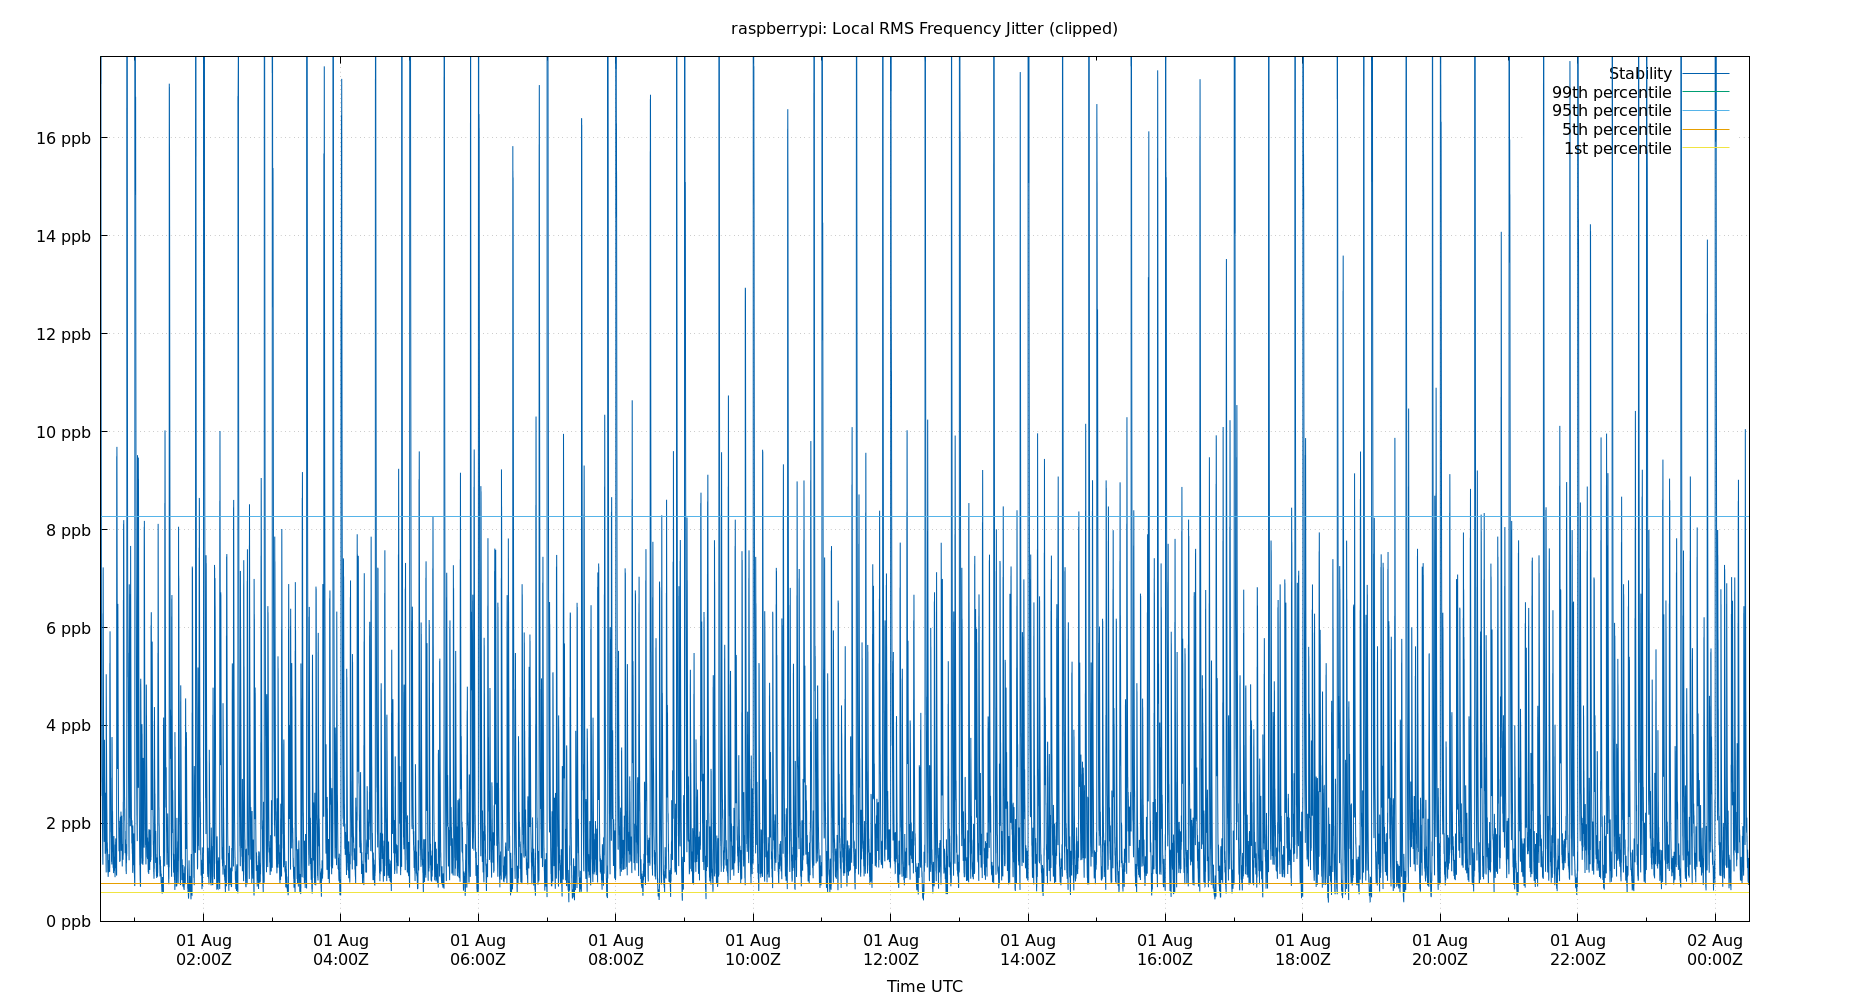 raspberrypi: Local RMS Frequency Jitter (clipped)
Stability
99th percentile
95th percentile
5th percentile
1st percentile
16 ppb
14 ppb
12 ppb
10 ppb
8 ppb
6 ppb
4 ppb
2 ppb
0 ppb
01 Aug 01 Aug 01 Aug 01 Aug 01 Aug 01 Aug 01 Aug 01 Aug 01 Aug 01 Aug 01 Aug 02 Aug
02:00Z 04:00Z 06:00Z 08:00Z 10:00Z 12:00Z 14:00Z 16:00Z 18:00Z 20:00Z 22:00Z 00:00Z
Time UTC